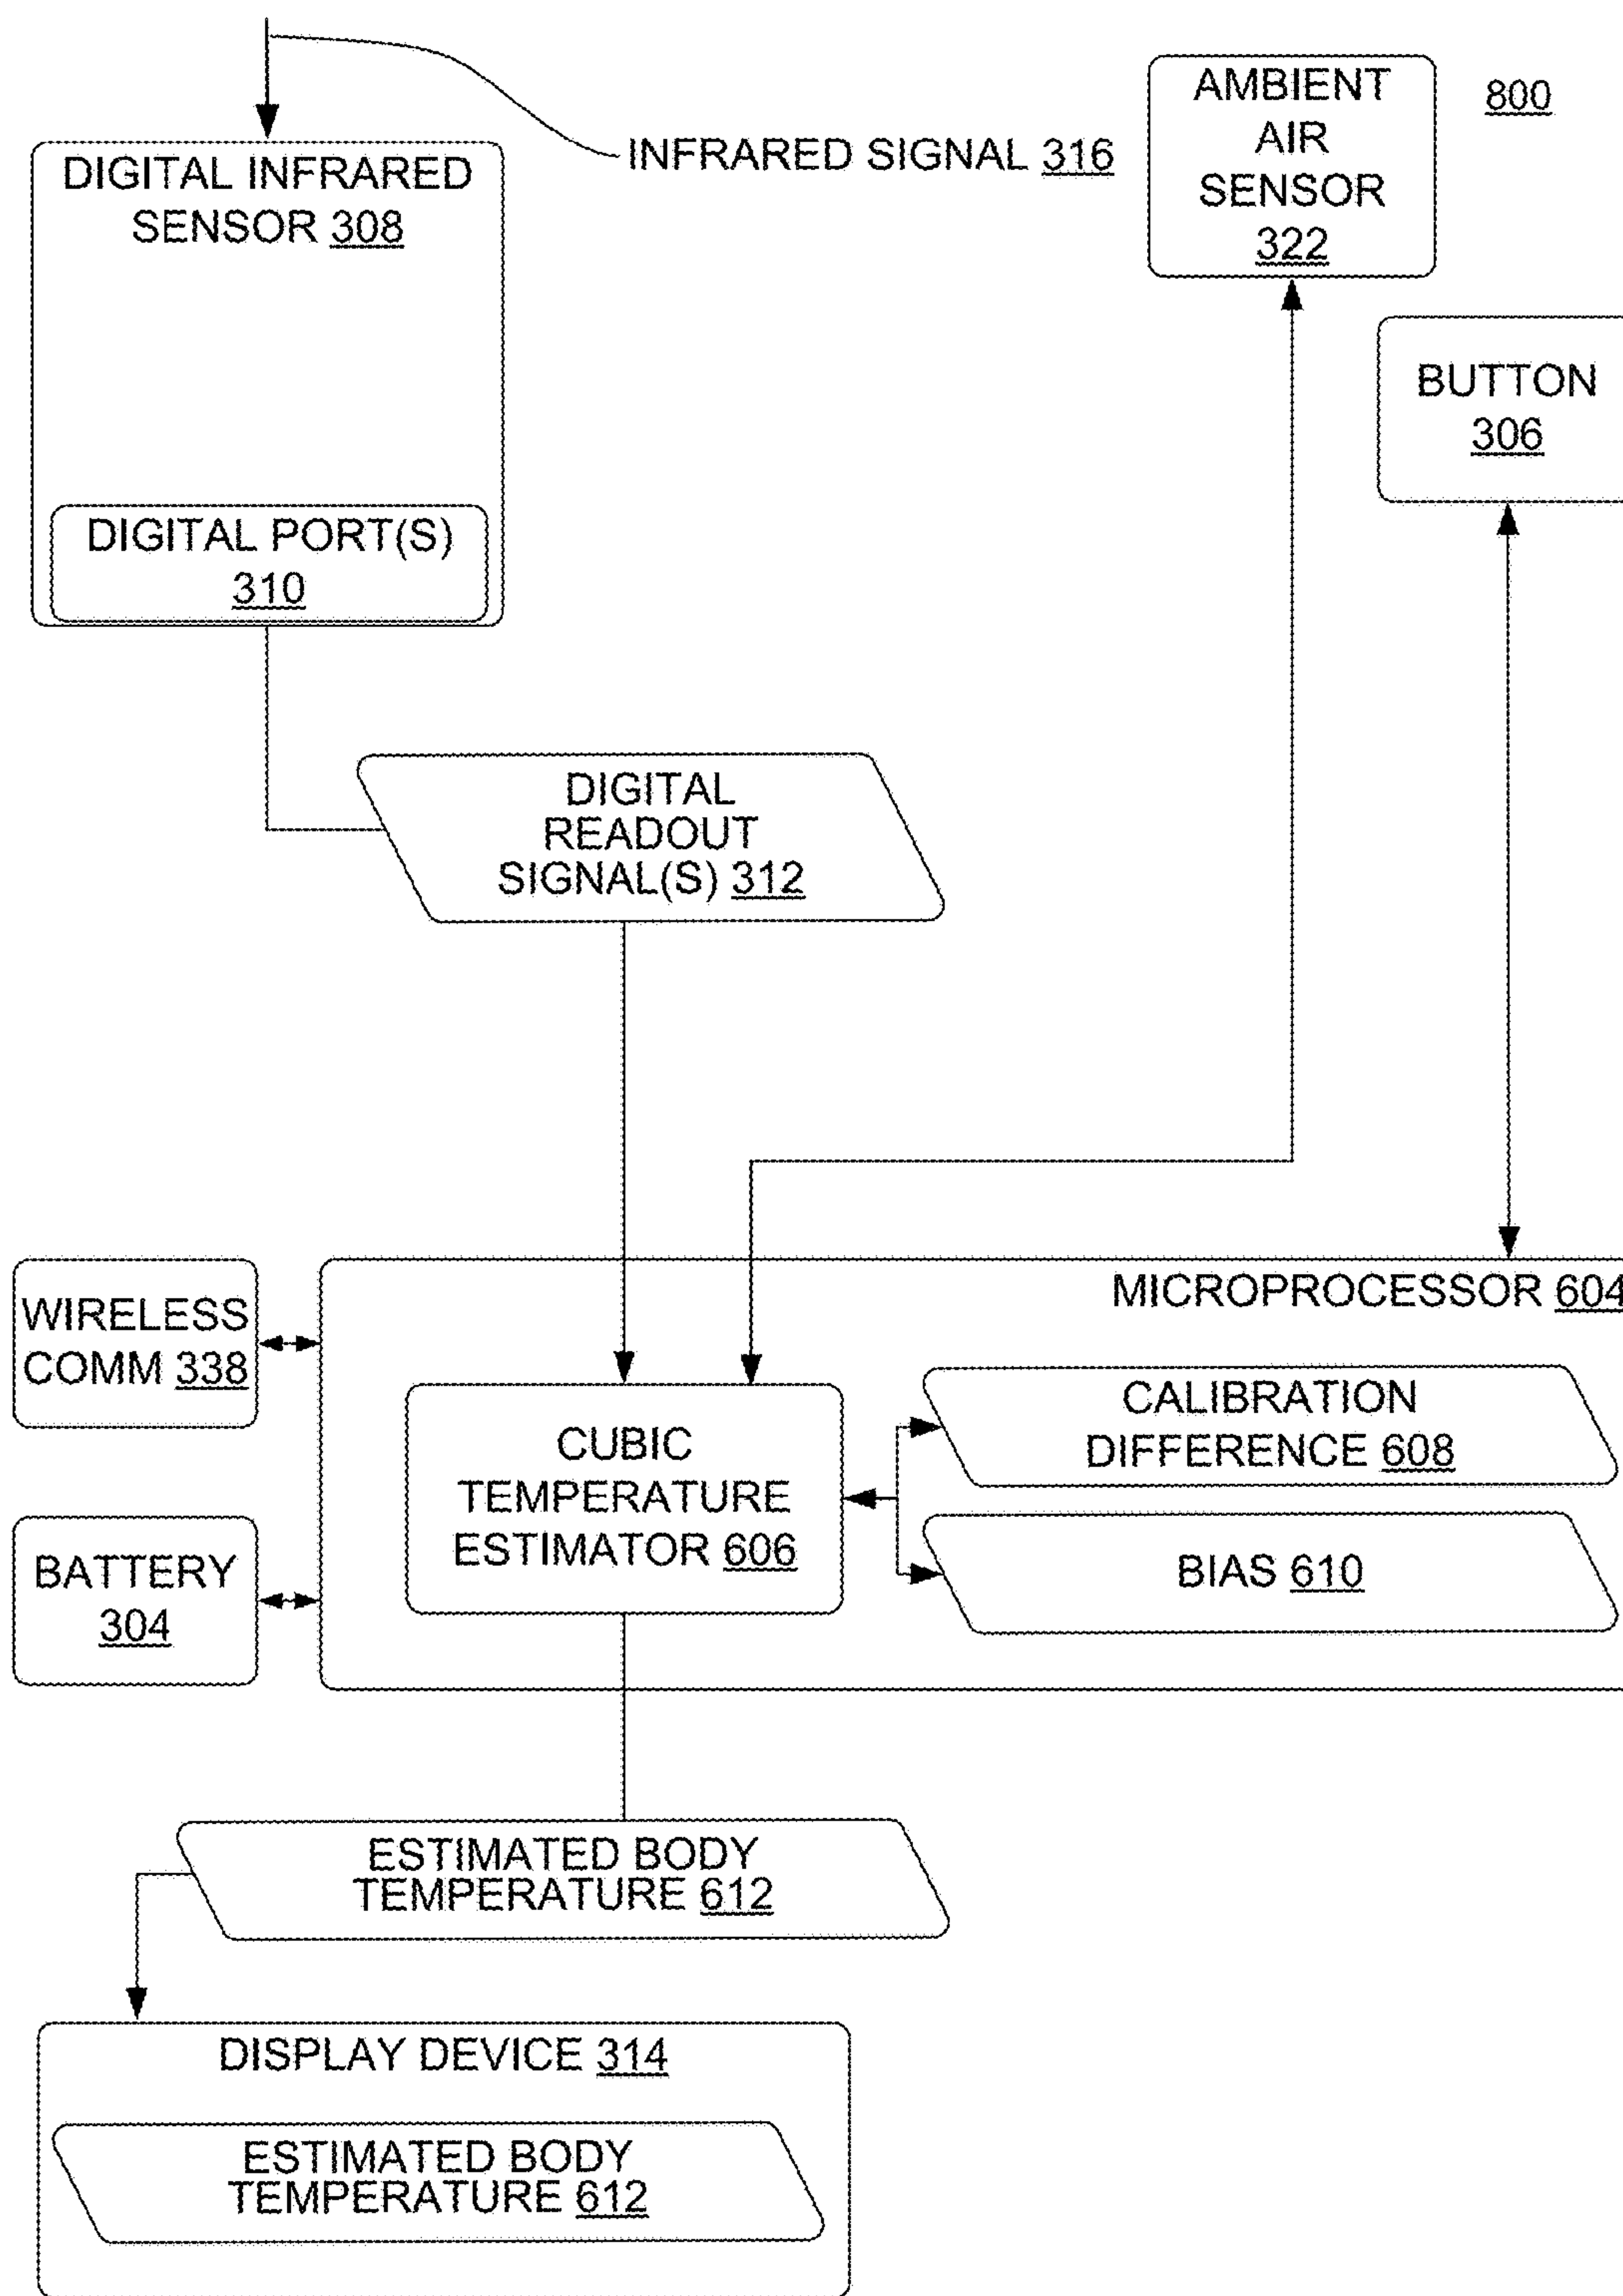 AMBIENT
AIR
SENSOR
322
800
INFRARED SIGNAL 316
DIGITAL INFRARED
SENSOR 308
BUTTON
306
DIGITAL PORT(S)
310
DIGITAL
READOUT
SIGNAL(S) 312
MICROPROCESSOR 604
WIRELESS
COMM 338
CALIBRATION
DIFFERENCE 608
CUBIC
TEMPERATURE
ESTIMATOR 606
BIAS 610
BATTERY
304
ESTIMATED BODY
TEMPERATURE 612
DISPLAY DEVICE 314
ESTIMATED BODY
TEMPERATURE 612